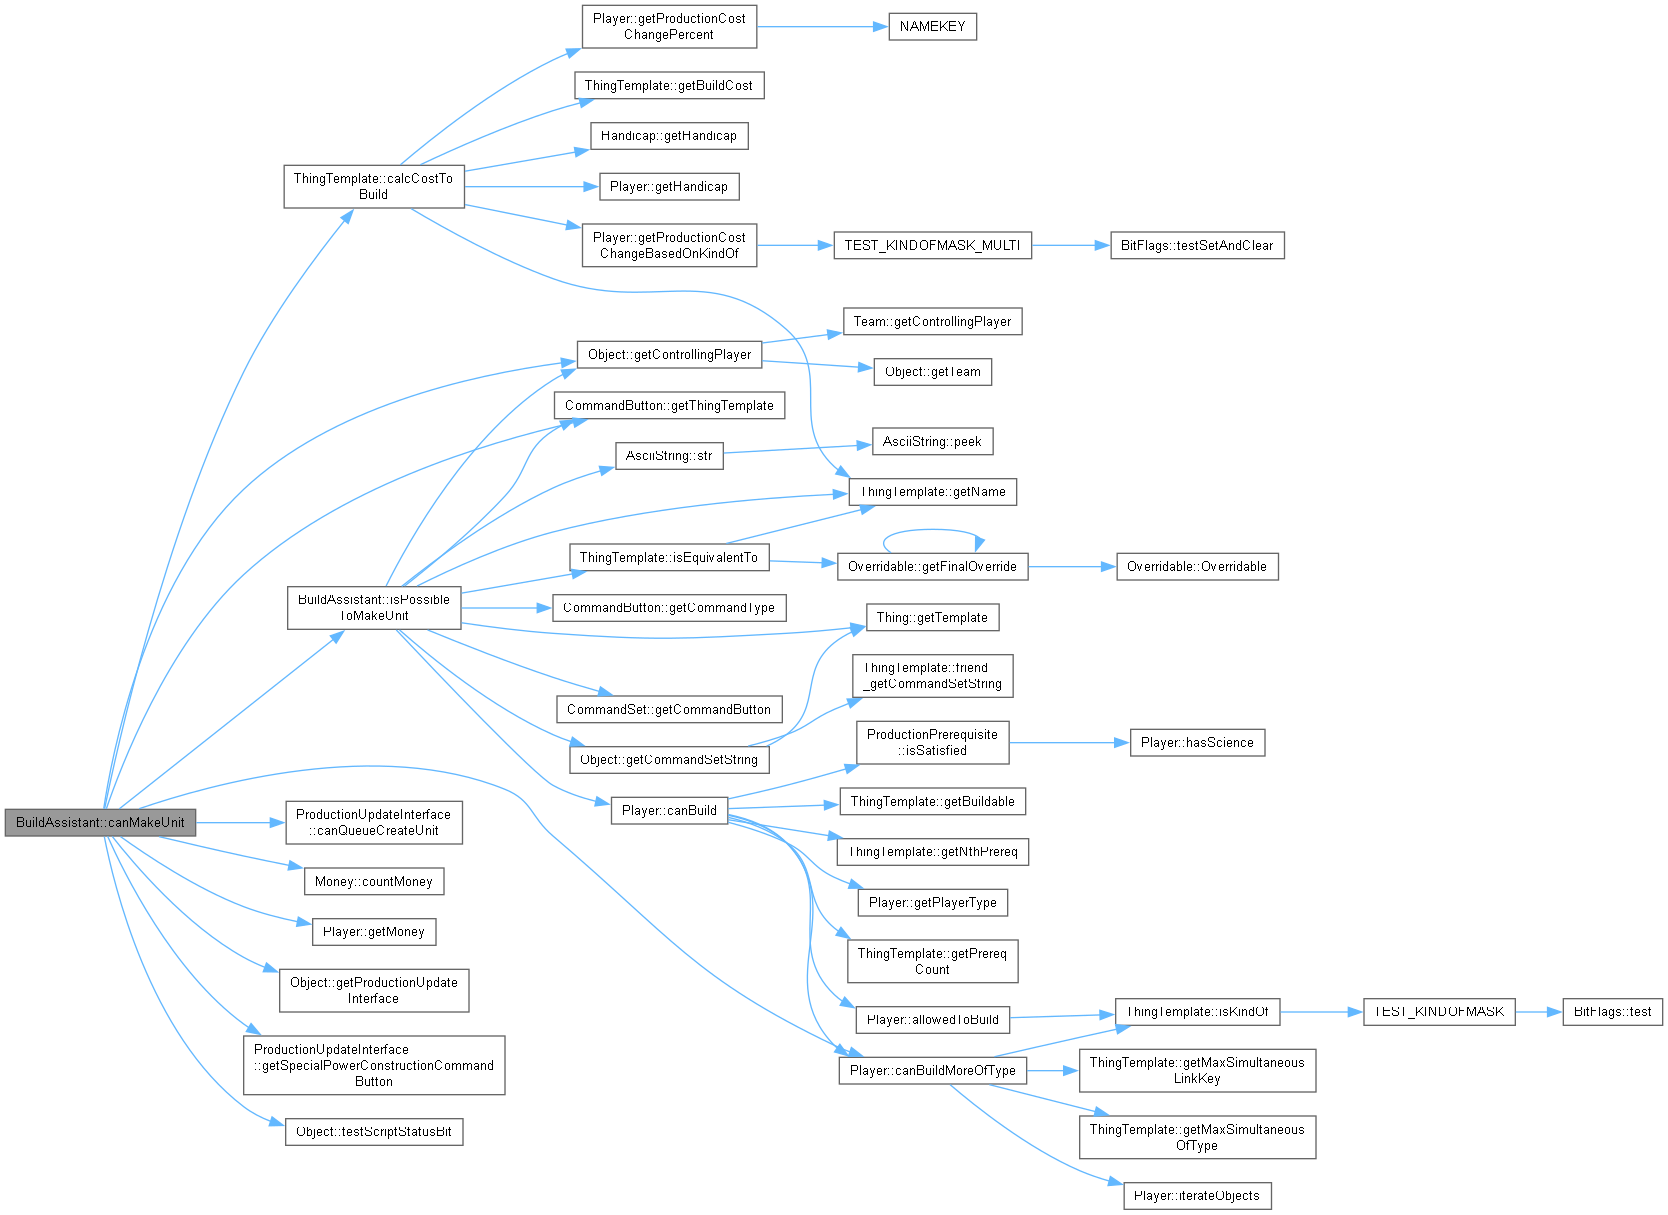 Player::getProductionCost
ChangePercent
NAMEKEY
ThingTemplate::getBuildCost
Handicap::getHandicap
ThingTemplate::calcCostTo
Build
Player::getHandicap
Player::getProductionCost
ChangeBasedOnKindOf
TEST_KINDOFMASK_MULTI
BitFlags::testSetAndClear
Team::getControllingPlayer
Object::getControllingPlayer
Object::getTeam
CommandButton::getThingTemplate
AsciiString::str
AsciiString::peek
ThingTemplate::getName
ThingTemplate::isEquivalentTo
Overridable::getFinalOverride
Overridable::Overridable
BuildAssistant::isPossible
ToMakeUnit
CommandButton::getCommandType
Thing::getTemplate
ThingTemplate::friend
_getCommandSetString
CommandSet::getCommandButton
ProductionPrerequisite
::isSatisfied
Player::hasScience
Object::getCommandSetString
Player::canBuild
ThingTemplate::getBuildable
BuildAssistant::canMakeUnit
ProductionUpdateInterface
::canQueueCreateUnit
ThingTemplate::getNthPrereq
Money::countMoney
Player::getPlayerType
Player::getMoney
ThingTemplate::getPrereq
Count
Object::getProductionUpdate
Interface
Player::allowedToBuild
ThingTemplate::isKindOf
TEST_KINDOFMASK
BitFlags::test
ProductionUpdateInterface
::getSpecialPowerConstructionCommand
Button
Player::canBuildMoreOfType
ThingTemplate::getMaxSimultaneous
LinkKey
Object::testScriptStatusBit
ThingTemplate::getMaxSimultaneous
OfType
Player::iterateObjects